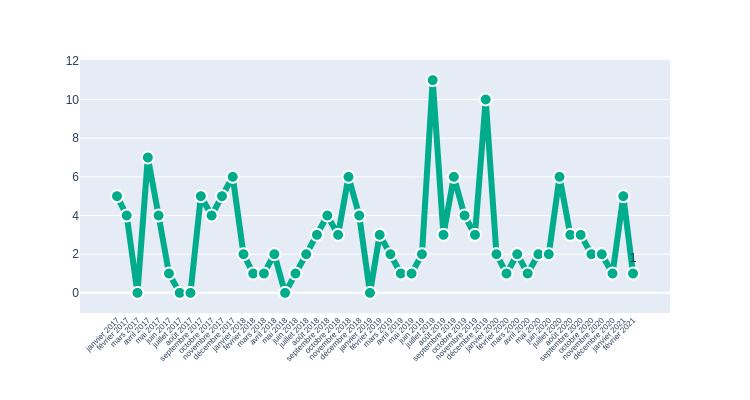 12
10
8
6
4
2
0
1
janvier 2017
février 2017
mars 2017
avril 2017
mai 2017
juin 2017
juillet 2017
août 2017
septembre 2017
octobre 2017
novembre 2017
décembre 2017
janvier 2018
février 2018
mars 2018
avril 2018
mai 2018
juin 2018
juillet 2018
août 2018
septembre 2018
octobre 2018
novembre 2018
décembre 2018
janvier 2019
février 2019
mars 2019
avril 2019
mai 2019
juin 2019
juillet 2019
août 2019
septembre 2019
octobre 2019
novembre 2019
décembre 2019
janvier 2020
février 2020
mars 2020
avril 2020
mai 2020
juin 2020
juillet 2020
août 2020
septembre 2020
octobre 2020
novembre 2020
décembre 2020
janvier 2021
février 2021